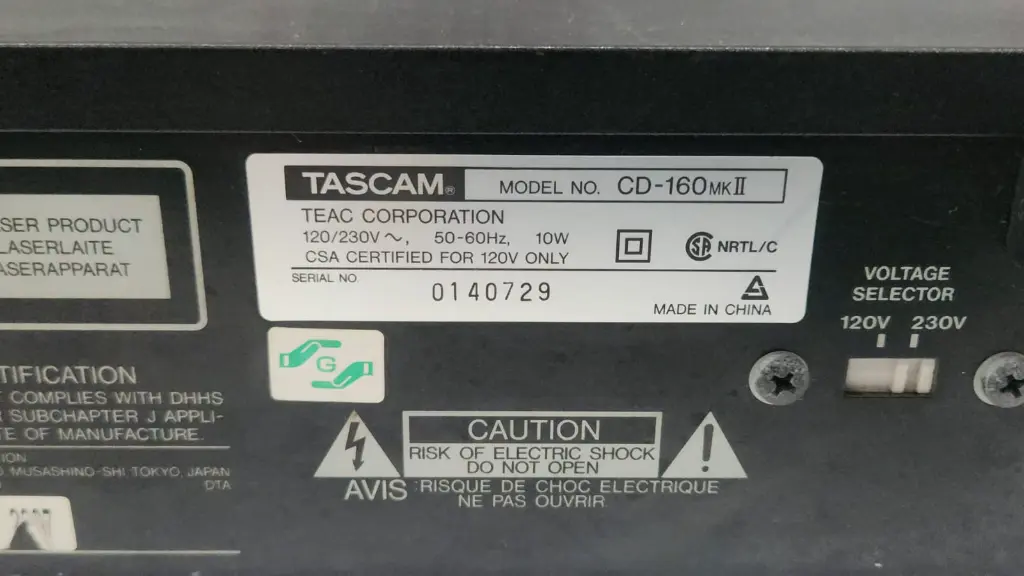 SER PRODUCT
LASERLAITE
ASERAPPARAT
TIFICATION
COMPLIES WITH DHHS
SUBCHAPTER J APPLI-
TE OF MANUFACTURE.
ION
MUSASHINO-SHI, TOKYO, JAPAN
DTA
TASCAM® MODEL NO. CD-160MKII
TEAC CORPORATION
120/230V~, 50-60Hz, 10W
CSA CERTIFIED FOR 120V ONLY
NRTL/C
SERIAL NO.
0140729
MADE IN CHINA
G
CAUTION
RISK OF ELECTRIC SHOCK
DO NOT OPEN
AVIS :RISQUE DE CHOC ELECTRIQUE
NE PAS OUVRIR
VOLTAGE
SELECTOR
120V 230V